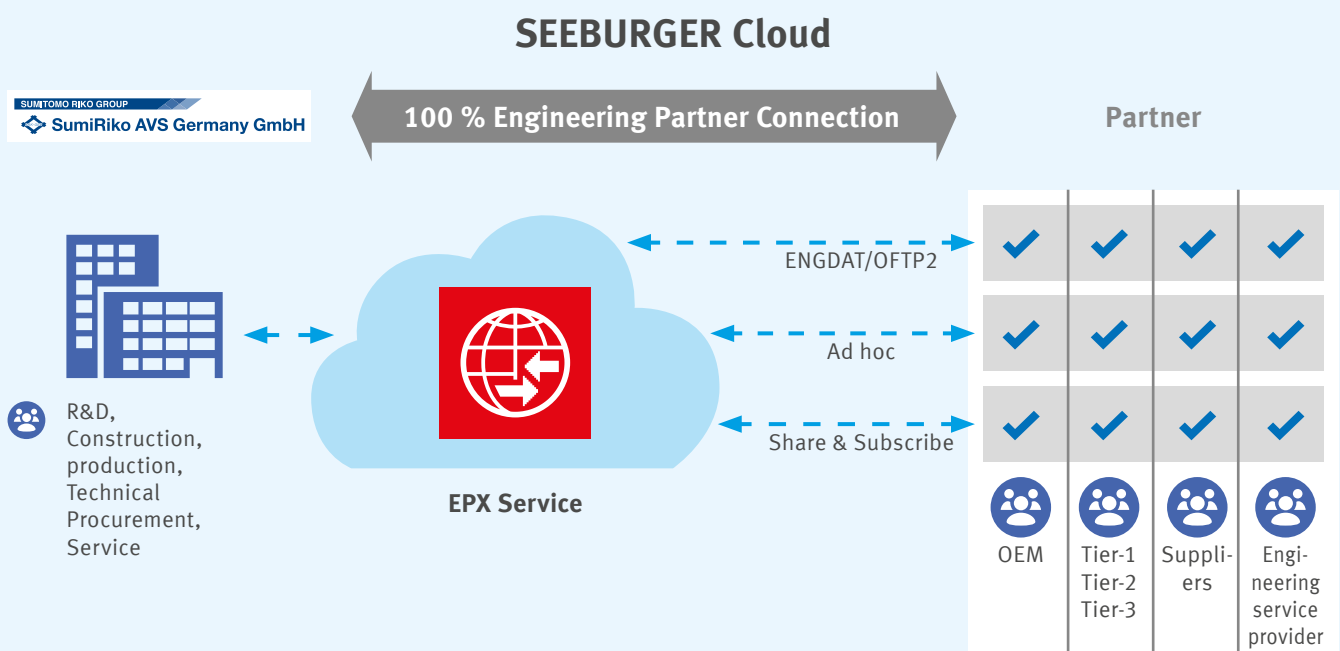 SEEBURGER Cloud
SUMITOMO RIKO GROUP
SumiRiko AVS Germany GmbH
100 % Engineering Partner Connection
Partner
ENGDAT/OFTP2
Ad hoc
Share & Subscribe
R&D,
Construction,
production,
Technical
Procurement,
Service
EPX Service
OEM
Tier-1
Tier-2
Tier-3
Suppli-
ers
Engi-
neering
service
provider